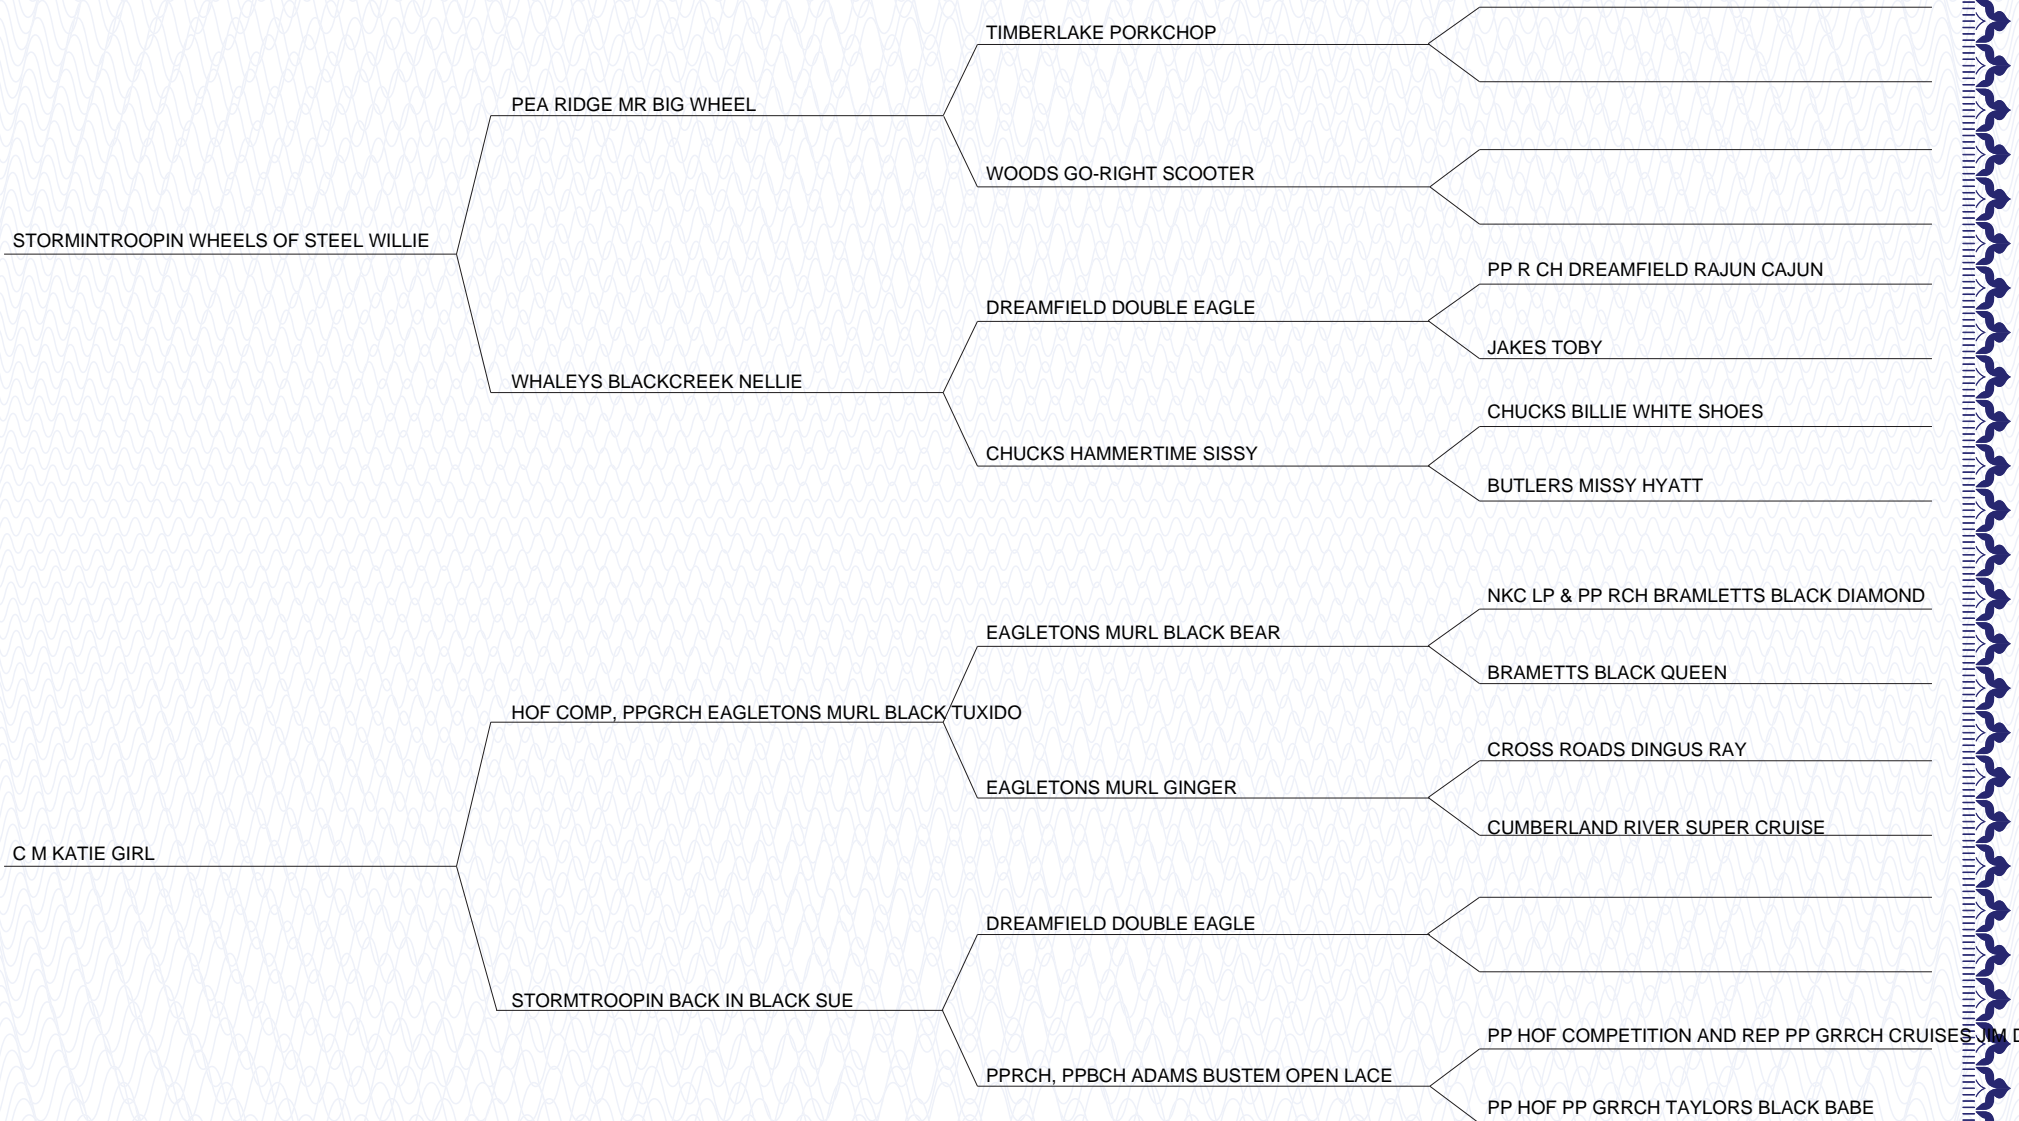 TIMBERLAKE PORKCHOP
PEA RIDGE MR BIG WHEEL
WOODS GO-RIGHT SCOOTER
STORMINTROOPIN WHEELS OF STEEL WILLIE
PP R CH DREAMFIELD RAJUN CAJUN
DREAMFIELD DOUBLE EAGLE
JAKES TOBY
WHALEYS BLACKCREEK NELLIE
CHUCKS BILLIE WHITE SHOES
CHUCKS HAMMERTIME SISSY
BUTLERS MISSY HYATT
NKC LP & PP RCH BRAMLETTS BLACK DIAMOND
EAGLETONS MURL BLACK BEAR
BRAMETTS BLACK QUEEN
HOF COMP, PPGRCH EAGLETONS MURL BLACK TUXIDO
CROSS ROADS DINGUS RAY
EAGLETONS MURL GINGER
CUMBERLAND RIVER SUPER CRUISE
C M KATIE GIRL
DREAMFIELD DOUBLE EAGLE
STORMTROOPIN BACK IN BLACK SUE
PP HOF COMPETITION AND REP PP GRRCH CRUISES JIM
PPRCH, PPBCH ADAMS BUSTEM OPEN LACE
PP HOF PP GRRCH TAYLORS BLACK BABE